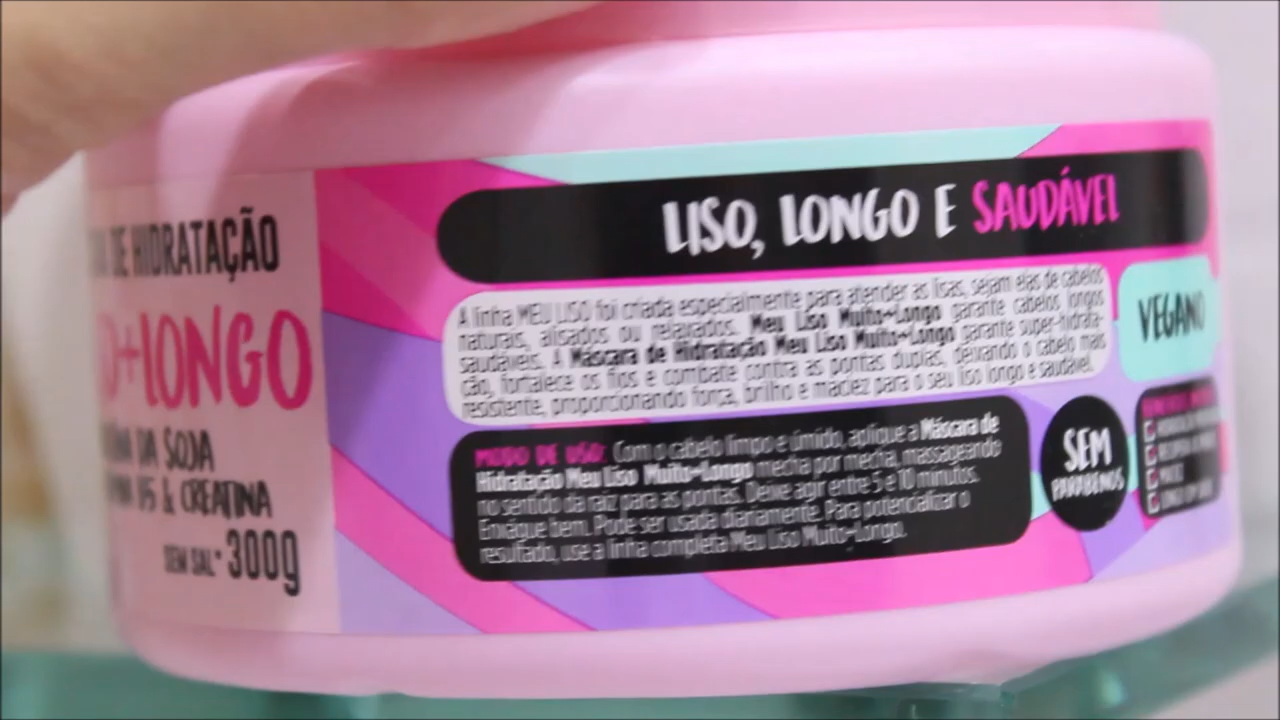 DE HIDRATAÇÃO
+LONGO
DA SOJA
& CREATINA
SEM SAL* 300g
LISO, LONGO E SAUDÁVEL
A linha MEU LISO foi criada especialmente para atender as lisas, sejam elas de cabelos
naturais, alisados ou relaxados. Meu Liso Muito+Longo garante cabelos longos
saudáveis. A Máscara de Hidratação Meu Liso Muito+Longo garante super-hidrata-
ção, fortalece os fios e combate contra as pontas duplas, deixando o cabelo mais
resistente, proporcionando força, brilho e maciez para o seu liso longo e saudável.
VEGANO
MODO DE USO: Com o cabelo limpo e úmido, aplique a Máscara de
Hidratação Meu Liso Muito+Longo mecha por mecha, massageando
no sentido da raiz para as pontas. Deixe agir entre 5 e 10 minutos.
Enxágue bem. Pode ser usada diariamente. Para potencializar o
resultado, use a linha completa Meu Liso Muito+Longo.
SEM
PARABENOS